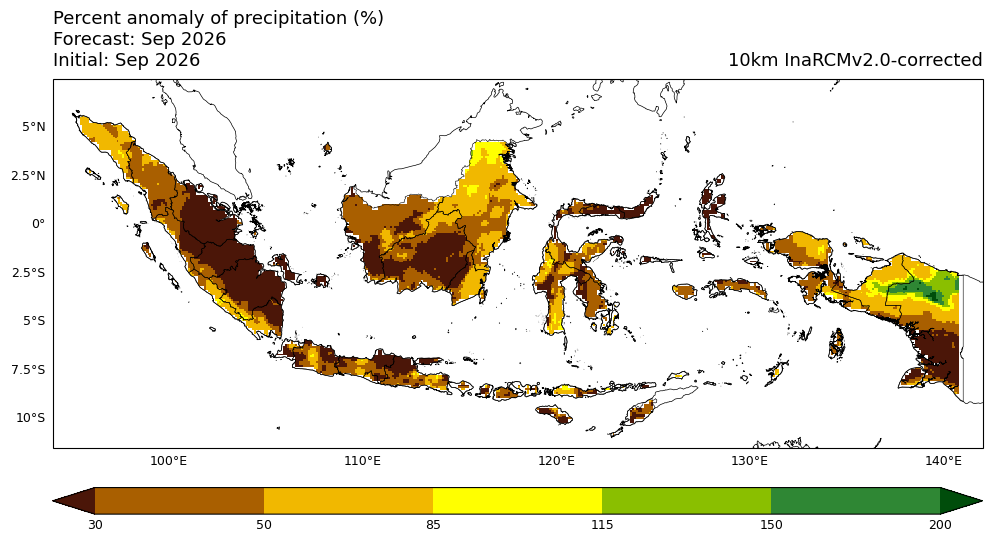 Percent anomaly of precipitation (%)
Forecast: Sep 2026
Initial: Sep 2026
10km InaRCMv2.0-corrected
5°N
2.5°N
0°
2.5°S
5°S
7.5°S
10°S
100°E
110°E
120°E
130°E
140°E
30
50
85
115
150
200